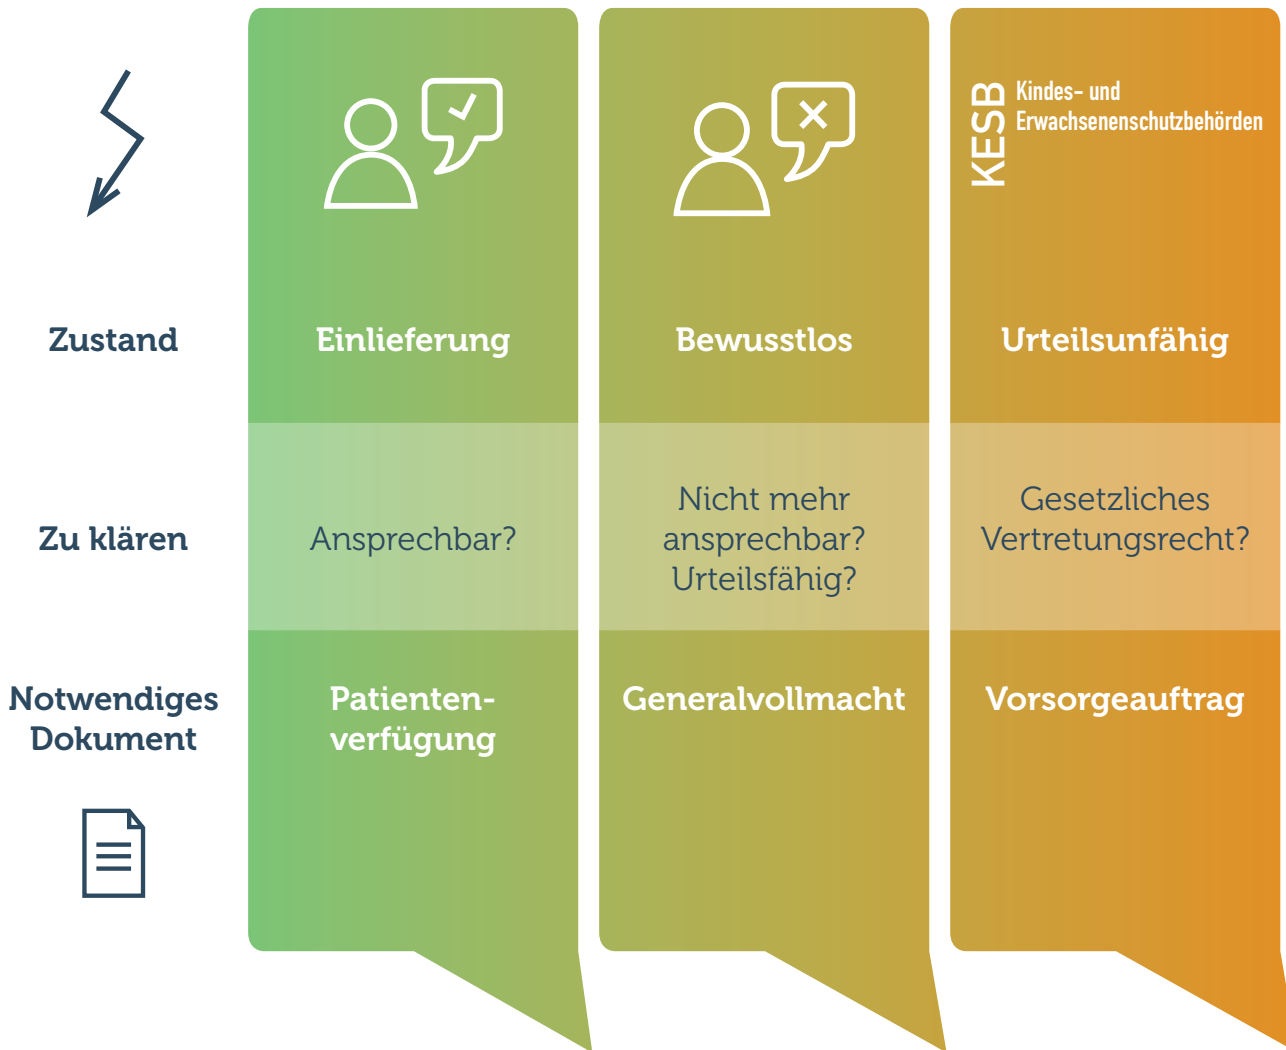 KESB
Kindes- und
Erwachsenenschutzbehörden
Zustand
Einlieferung
Bewusstlos
Urteilsunfähig
Zu klären
Ansprechbar?
Nicht mehr
ansprechbar?
Urteilsfähig?
Gesetzliches
Vertretungsrecht?
Notwendiges
Dokument
Patienten-
verfügung
Generalvollmacht
Vorsorgeauftrag